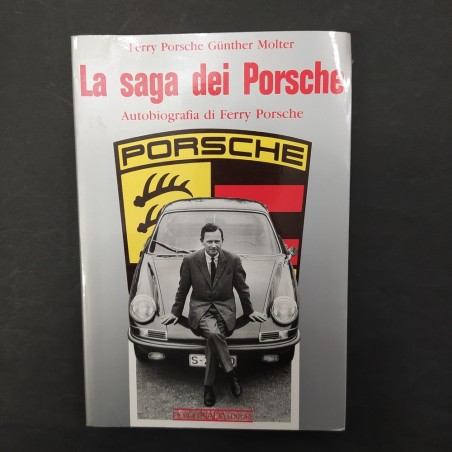 Ferry Porsche Günther Molter
La saga dei Porsche
Autobiografia di Ferry Porsche
PORSCHE